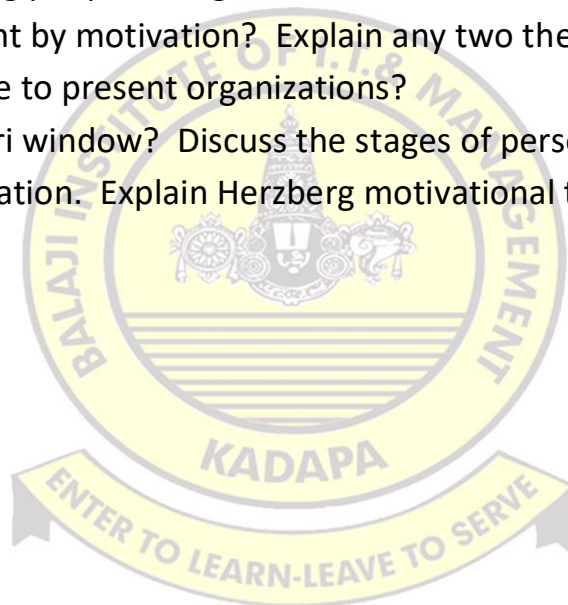 nt by motivation? Explain any two the
e to present organizations?
ri window? Discuss the stages of perso
ation. Explain Herzberg motivational t
BALAJI INSTITUTE OF I.T.& MANAGEMENT
KADAPA
ENTER TO LEARN-LEAVE TO SERVE